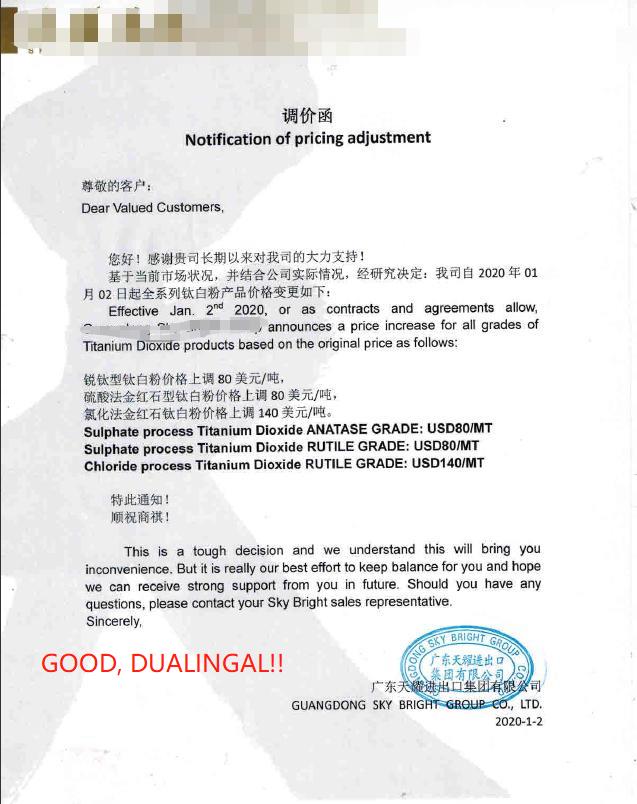 调价函
Notification of pricing adjustment
尊敬的客户：
Dear Valued Customers,
您好！感谢贵司长期以来对我司的大力支持！
基于当前市场状况，并结合公司实际情况，经研究决定：我司自 2020 年 01
月 02 日起全系列钛白粉产品价格变更如下：
Effective Jan. 2nd 2020, or as contracts and agreements allow,
announces a price increase for all grades of
Titanium Dioxide products based on the original price as follows:
锐钛型钛白粉价格上调 80 美元/吨，
硫酸法金红石型钛白粉价格上调 80 美元/吨，
氯化法金红石钛白粉价格上调 140 美元/吨。
Sulphate process Titanium Dioxide ANATASE GRADE: USD80/MT
Sulphate process Titanium Dioxide RUTILE GRADE: USD80/MT
Chloride process Titanium Dioxide RUTILE GRADE: USD140/MT
特此通知！
顺祝商祺！
This is a tough decision and we understand this will bring you
inconvenience. But it is really our best effort to keep balance for you and hope
we can receive strong support from you in future. Should you have any
questions, please contact your Sky Bright sales representative.
Sincerely,
GOOD, DUALINGAL!!
GUANGDONG SKY BRIGHT GROUP CO.,
广东天耀进出口
集团有限公司
广东天耀进出口集团有限公司
GUANGDONG SKY BRIGHT GROUP CO., LTD.
2020-1-2